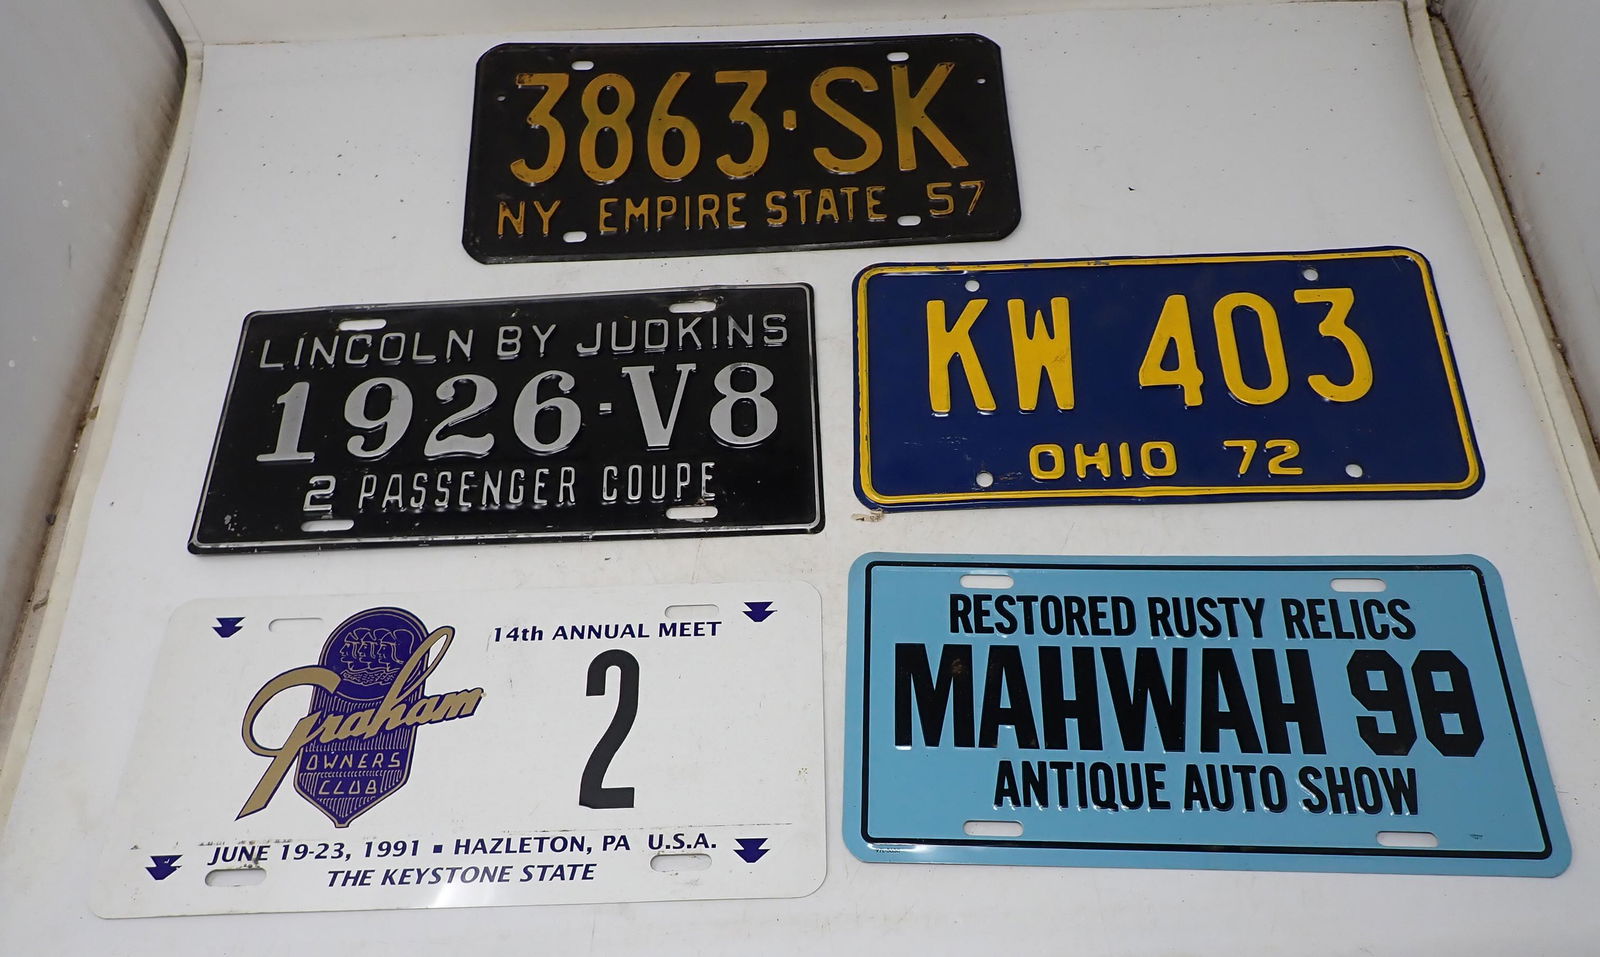 3863·SK
NY EMPIRE STATE 57
LINCOLN BY JUDKINS
1926·V8
2 PASSENGER COUPE
KW 403
OHIO 72
14th ANNUAL MEET
Graham
OWNERS
CLUB
2
JUNE 19-23, 1991 ▪ HAZLETON, PA U.S.A.
THE KEYSTONE STATE
RESTORED RUSTY RELICS
MAHWAH 98
ANTIQUE AUTO SHOW